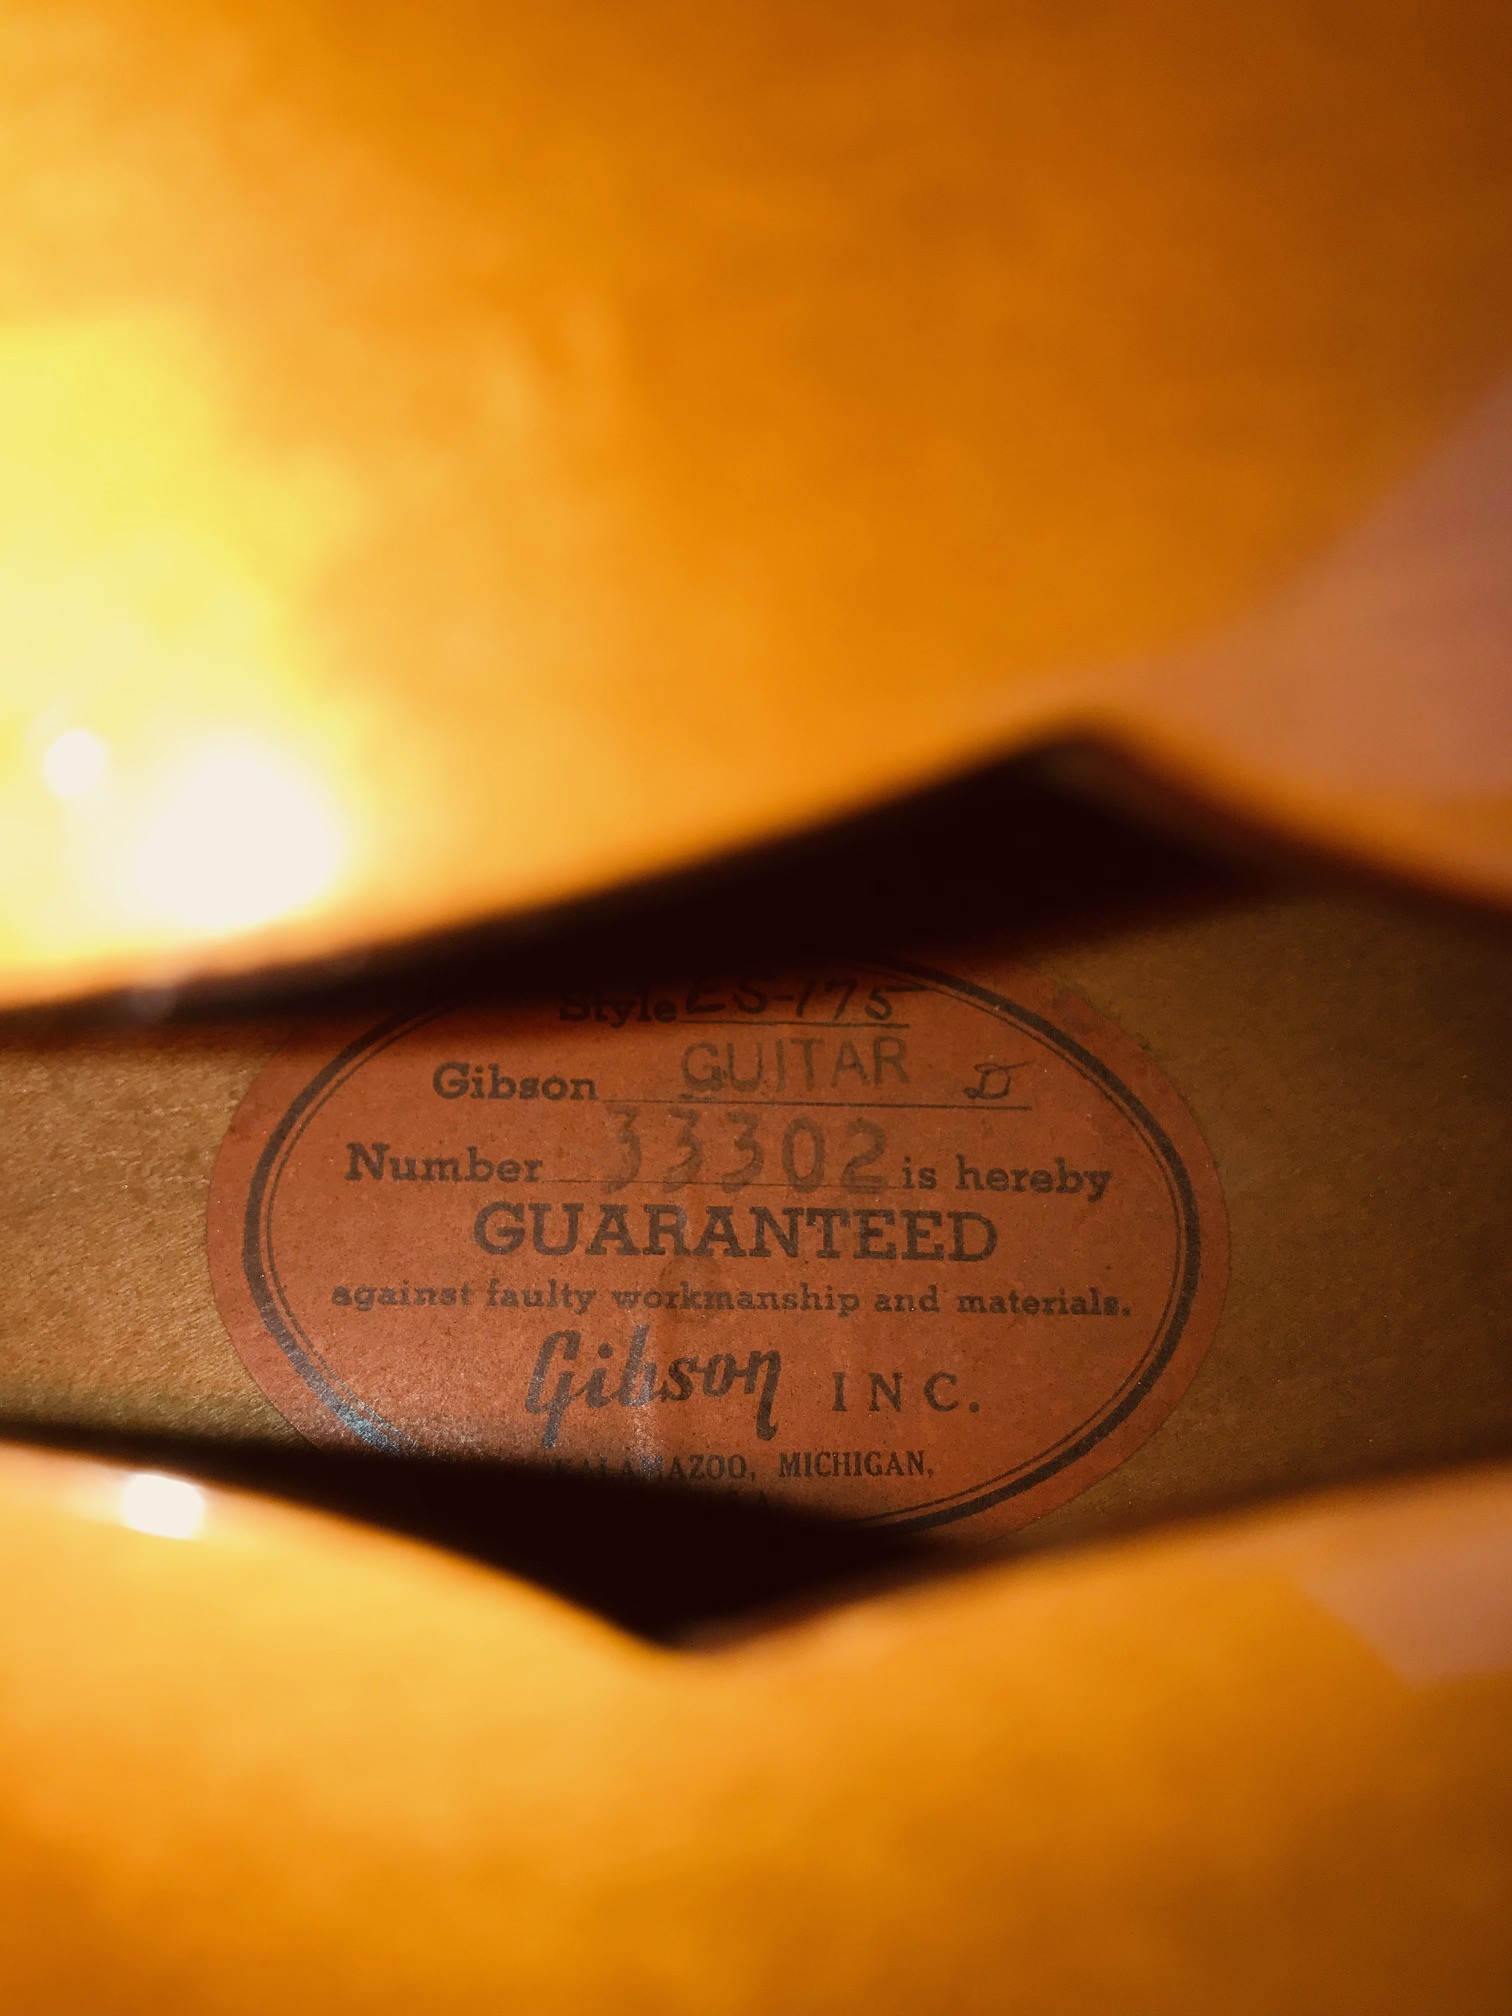 Style ES-175
Gibson GUITAR D
Number 33302 is hereby
GUARANTEED
against faulty workmanship and materials.
Gibson INC.
KALAMAZOO, MICHIGAN,